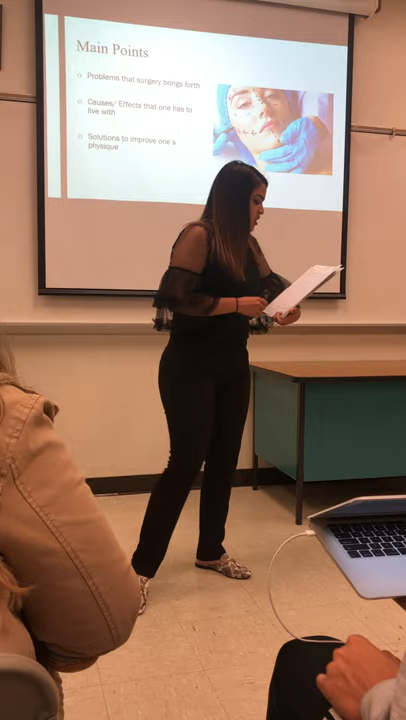 Main Points
Problems that surgery brings forth
Causes/ Effects that one has to
live with
Solutions to improve one's
physique